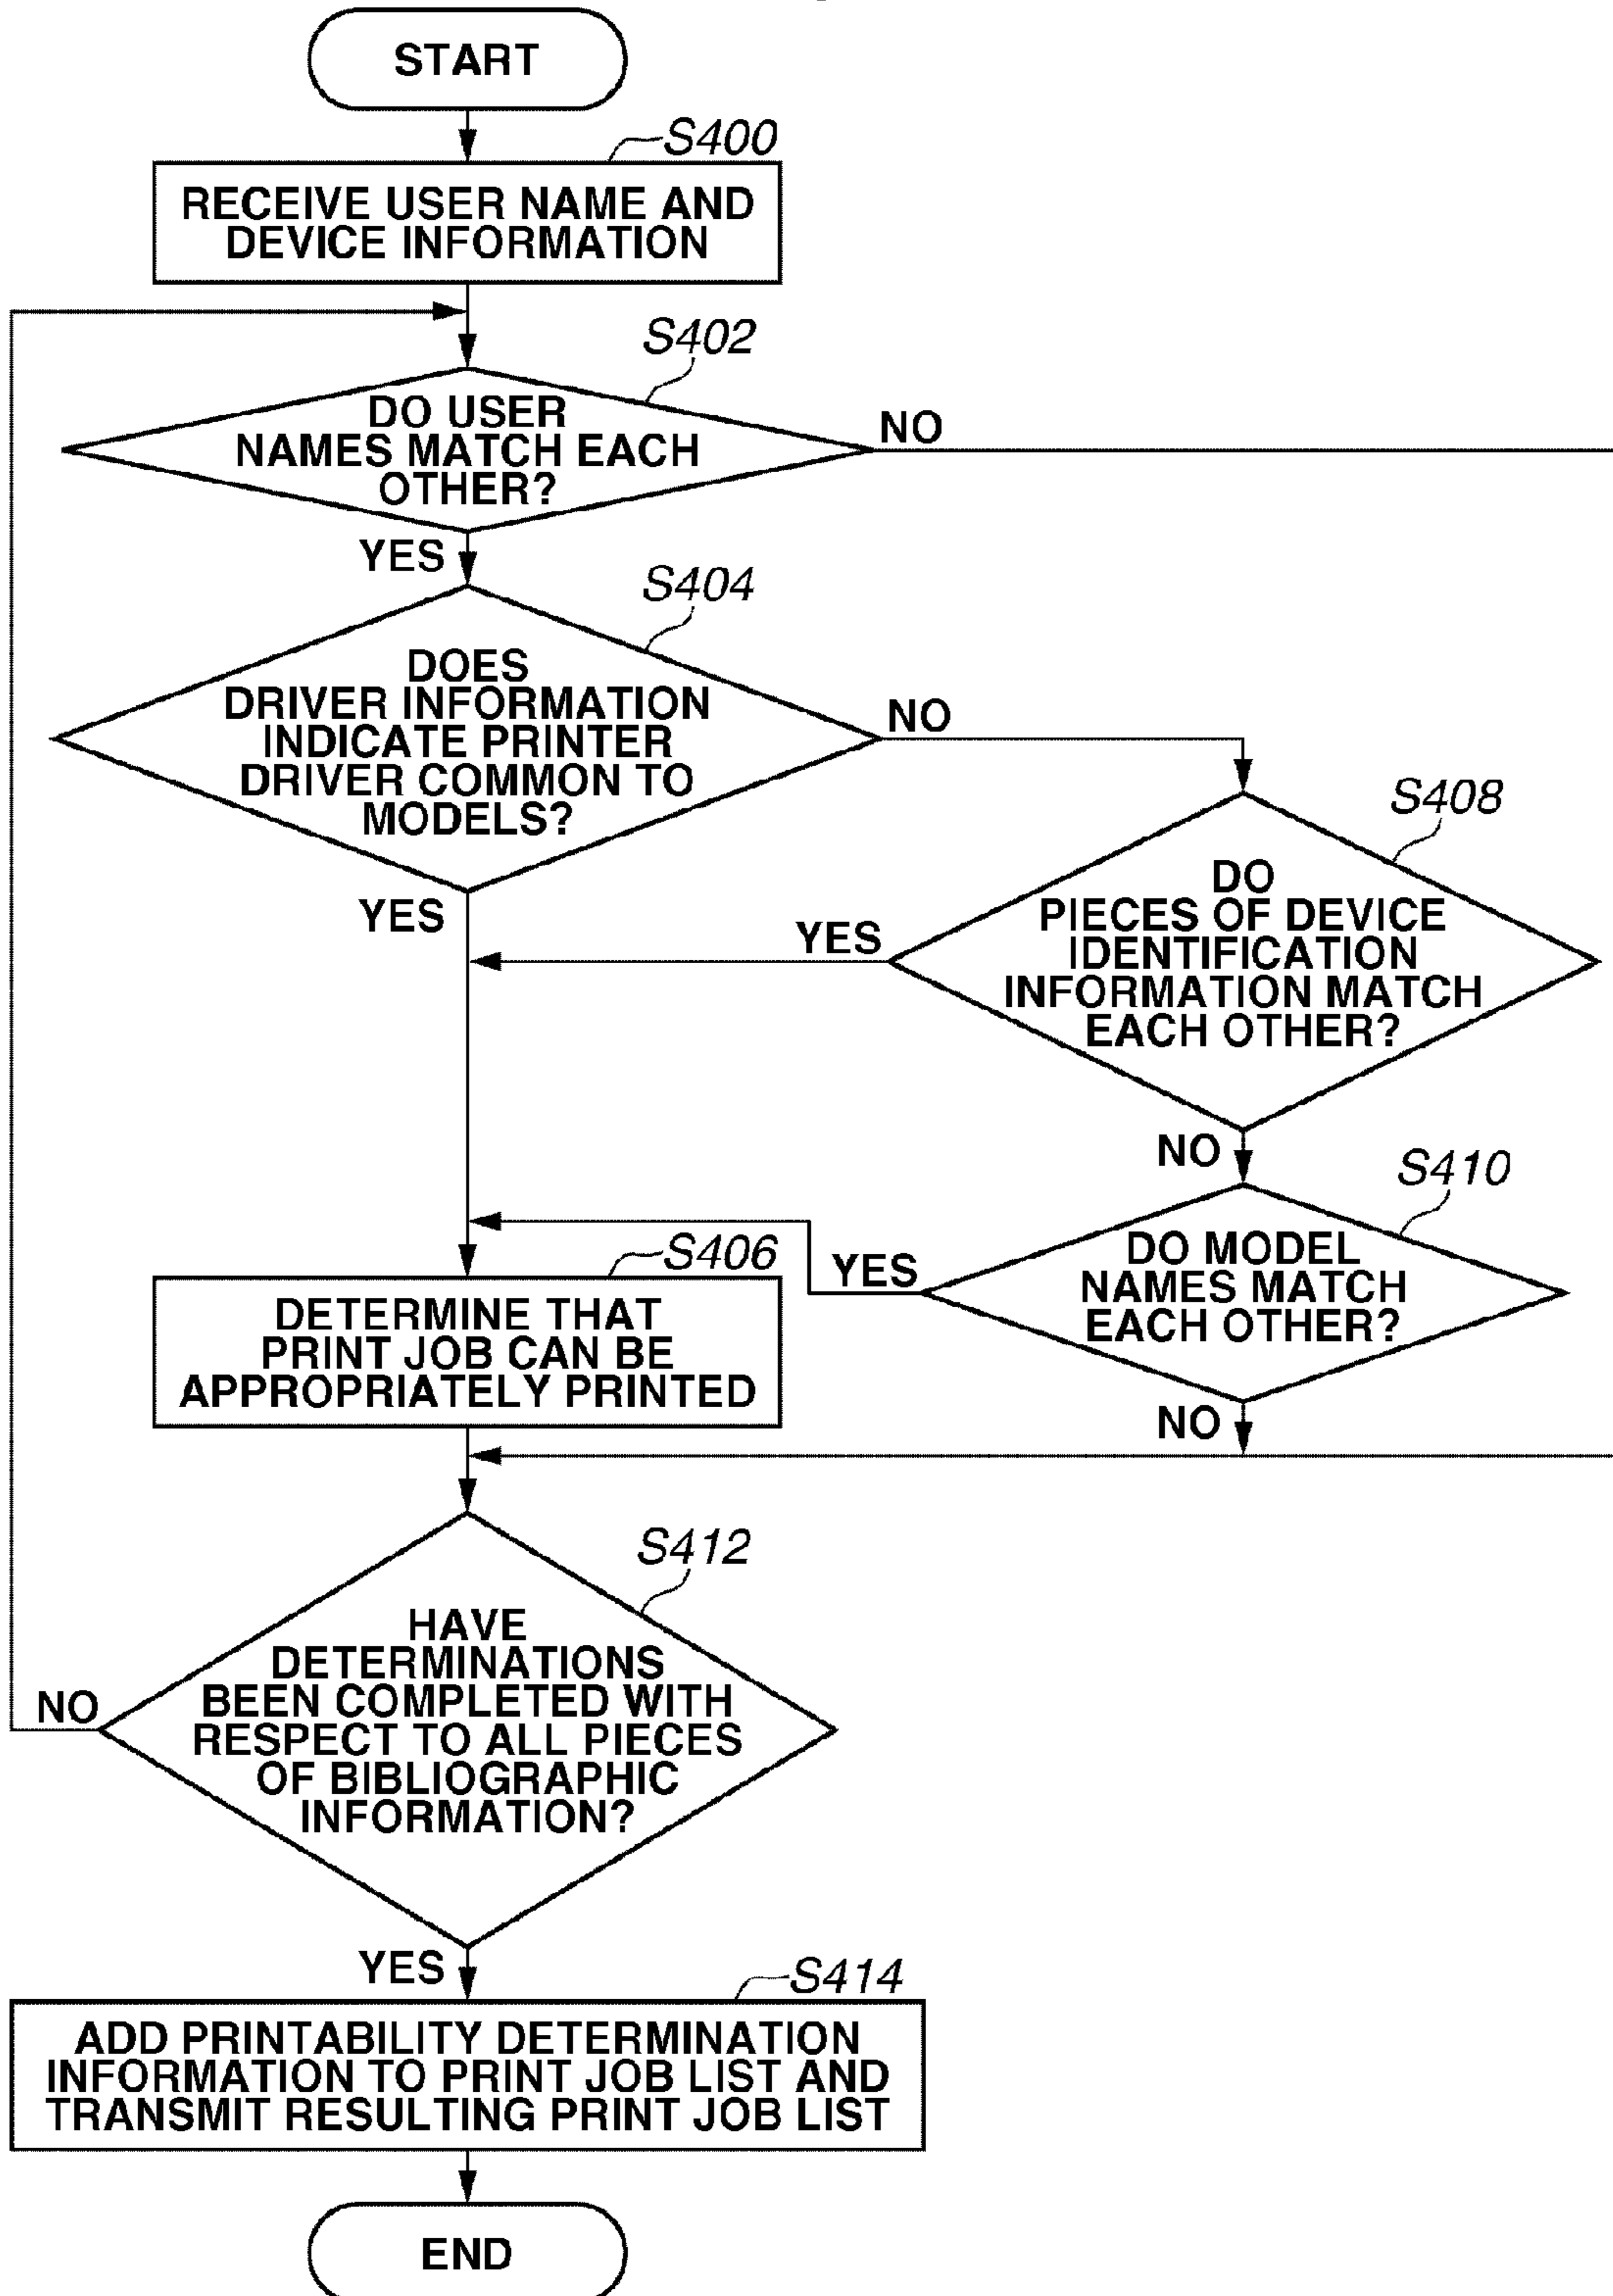 START
S400
RECEIVE USER NAME AND
DEVICE INFORMATION
S402
DO USER
NAMES MATCH EACH
OTHER?
NO
YES
S404
DOES
DRIVER INFORMATION
INDICATE PRINTER
DRIVER COMMON TO
MODELS?
NO
YES
S408
DO
PIECES OF DEVICE
IDENTIFICATION
INFORMATION MATCH
EACH OTHER?
YES
NO
S410
DO MODEL
NAMES MATCH
EACH OTHER?
YES
NO
S406
DETERMINE THAT
PRINT JOB CAN BE
APPROPRIATELY PRINTED
S412
HAVE
DETERMINATIONS
BEEN COMPLETED WITH
RESPECT TO ALL PIECES
OF BIBLIOGRAPHIC
INFORMATION?
NO
YES
S414
ADD PRINTABILITY DETERMINATION
INFORMATION TO PRINT JOB LIST AND
TRANSMIT RESULTING PRINT JOB LIST
END